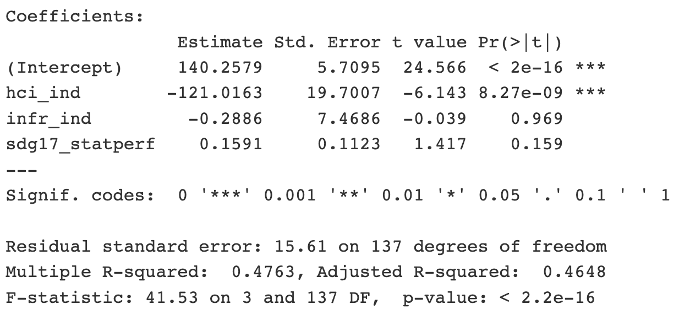 Coefficients:
Estimate Std. Error t value Pr(>|t|)
(Intercept) 140.2579 5.7095 24.566 < 2e-16 ***
hci_ind -121.0163 19.7007 -6.143 8.27e-09 ***
infr_ind -0.2886 7.4686 -0.039 0.969
sdg17_statperf 0.1591 0.1123 1.417 0.159
---
Signif. codes: 0 '***' 0.001 '**' 0.01 '*' 0.05 '.' 0.1 ' ' 1
Residual standard error: 15.61 on 137 degrees of freedom
Multiple R-squared: 0.4763, Adjusted R-squared: 0.4648
F-statistic: 41.53 on 3 and 137 DF, p-value: < 2.2e-16